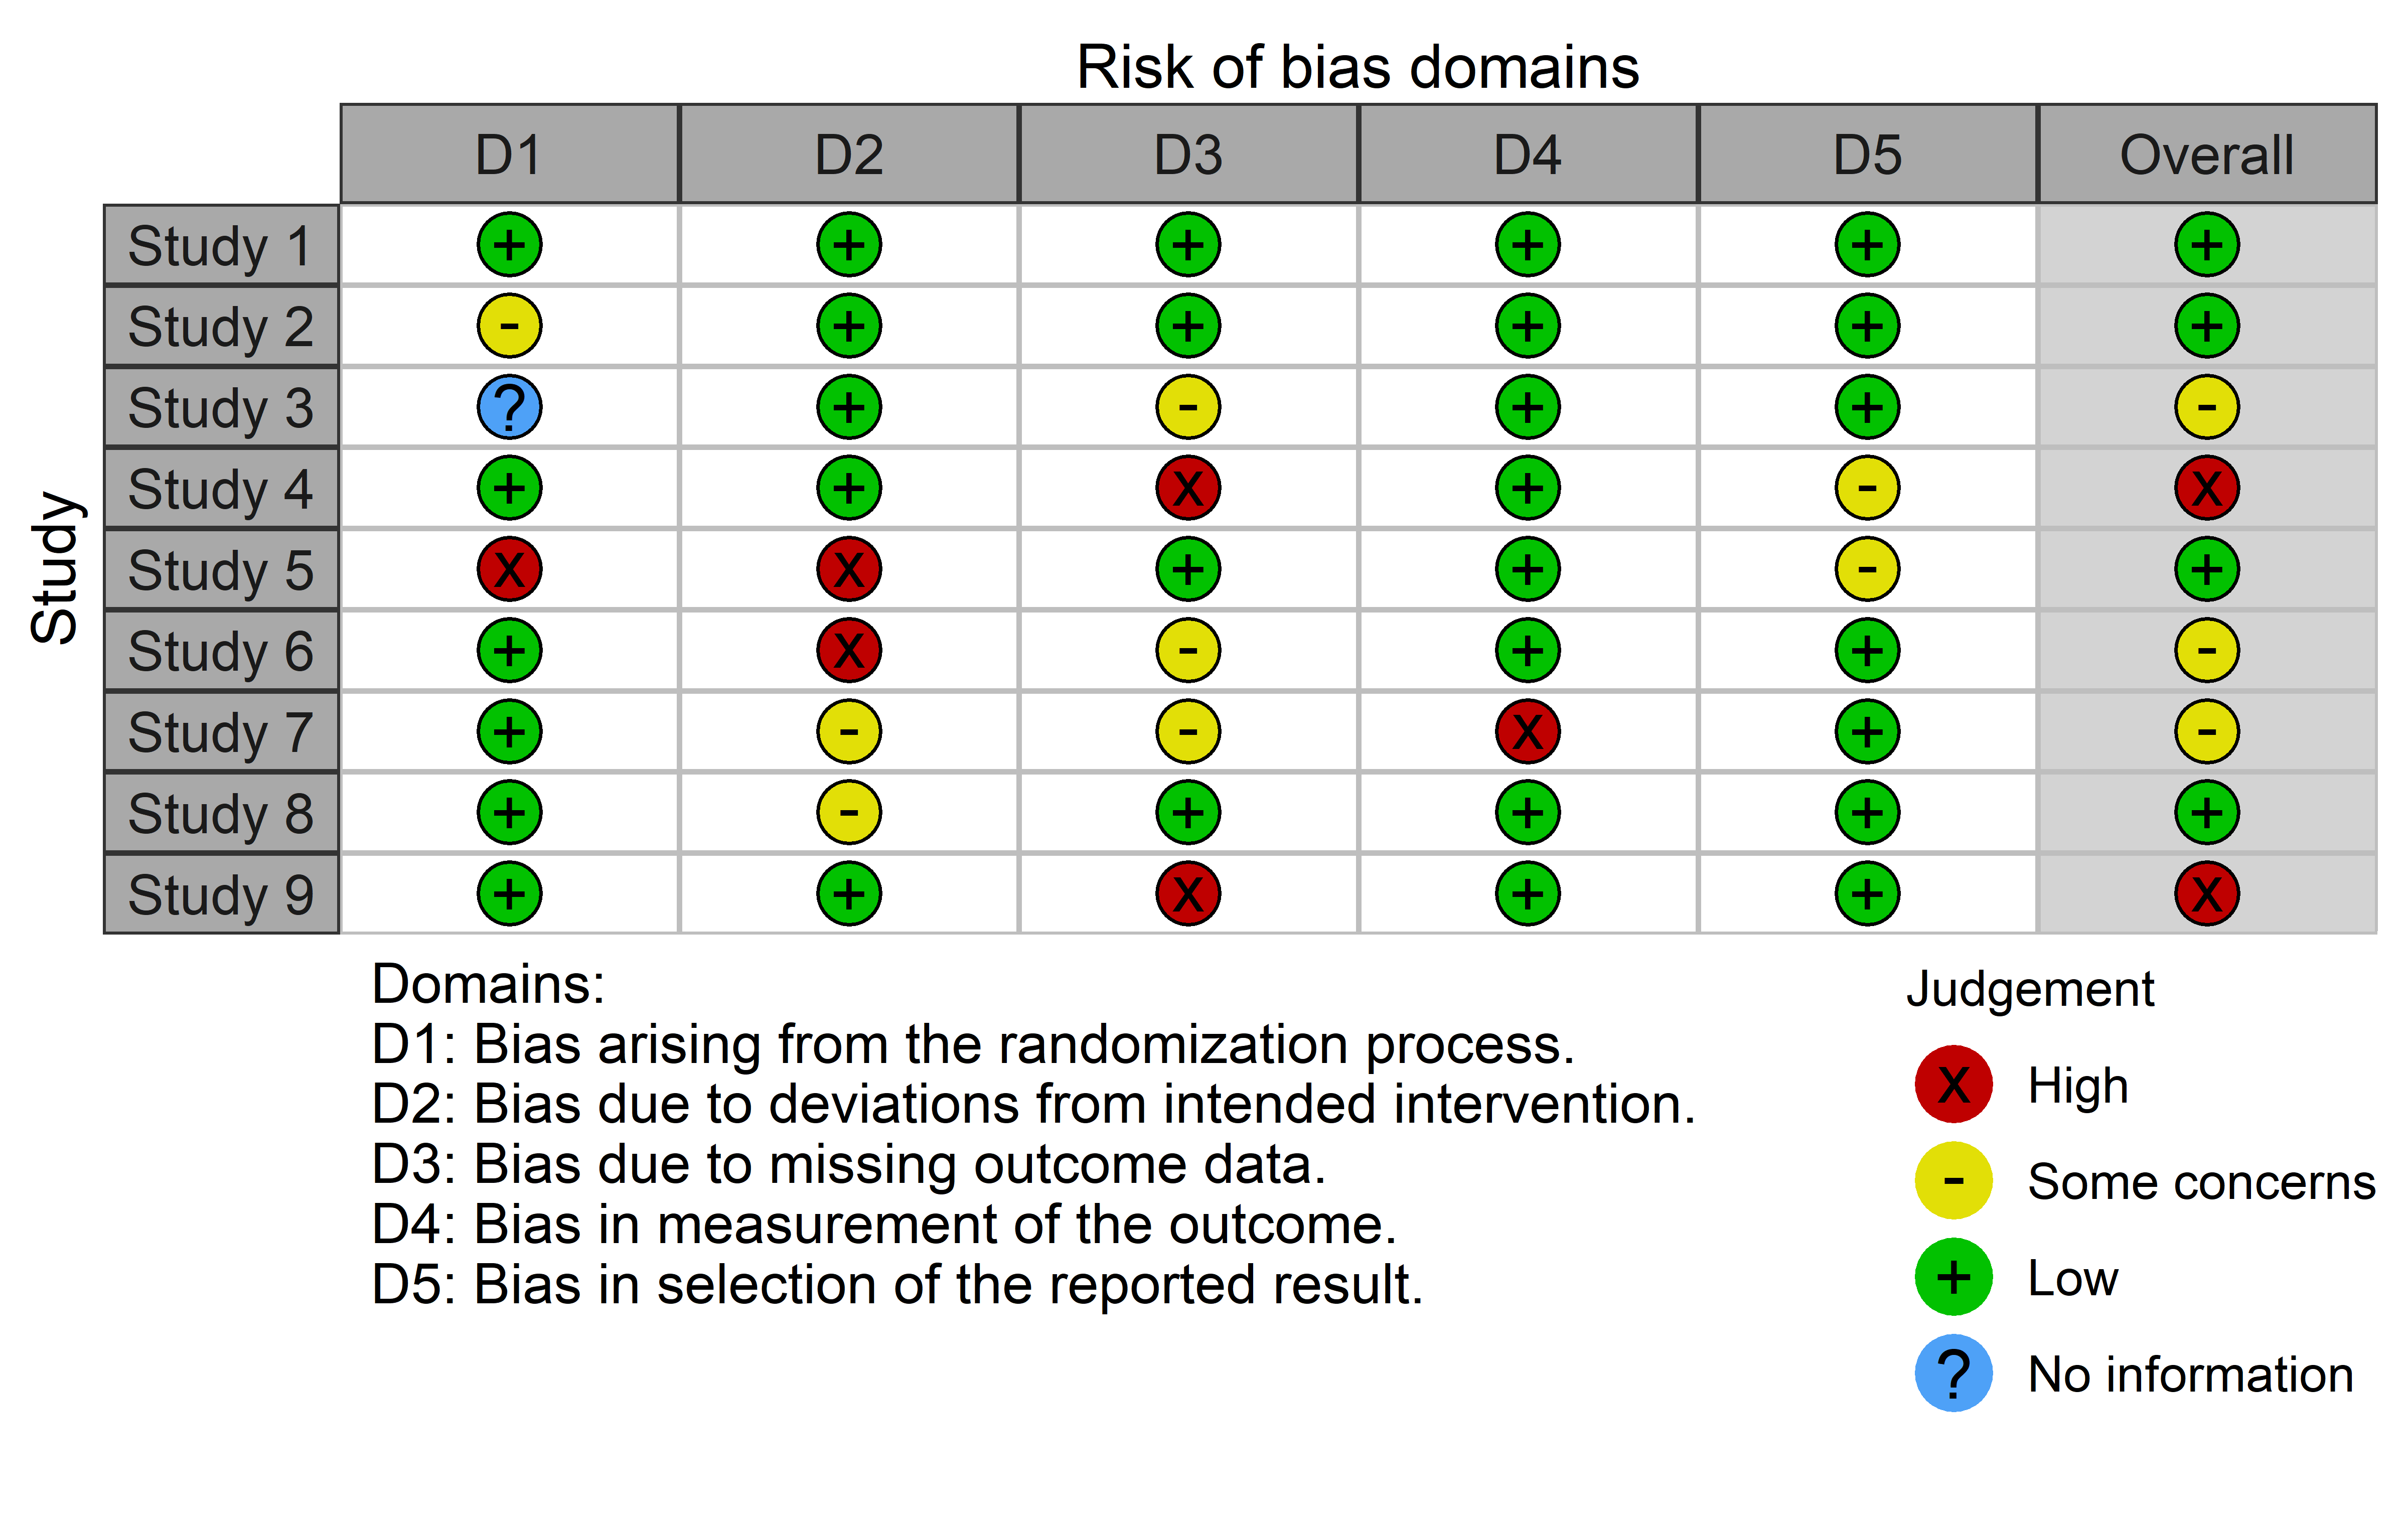 Risk of bias domains
D1 D2 D3 D4 D5 Overall
Study
Study 1 + + + + + +
Study 2 - + + + + +
Study 3 ? + - + + -
Study 4 + + X + - X
Study 5 X X + + - +
Study 6 + X - + + -
Study 7 + - - X + -
Study 8 + - + + + +
Study 9 + + X + + X
Domains:
D1: Bias arising from the randomization process.
D2: Bias due to deviations from intended intervention.
D3: Bias due to missing outcome data.
D4: Bias in measurement of the outcome.
D5: Bias in selection of the reported result.
Judgement
X High
- Some concerns
+ Low
? No information